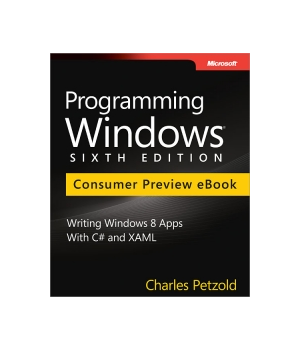 Microsoft
Programming
Windows®
SIXTH EDITION
Consumer Preview eBook
Writing Windows 8 Apps
With C# and XAML
Charles Petzold